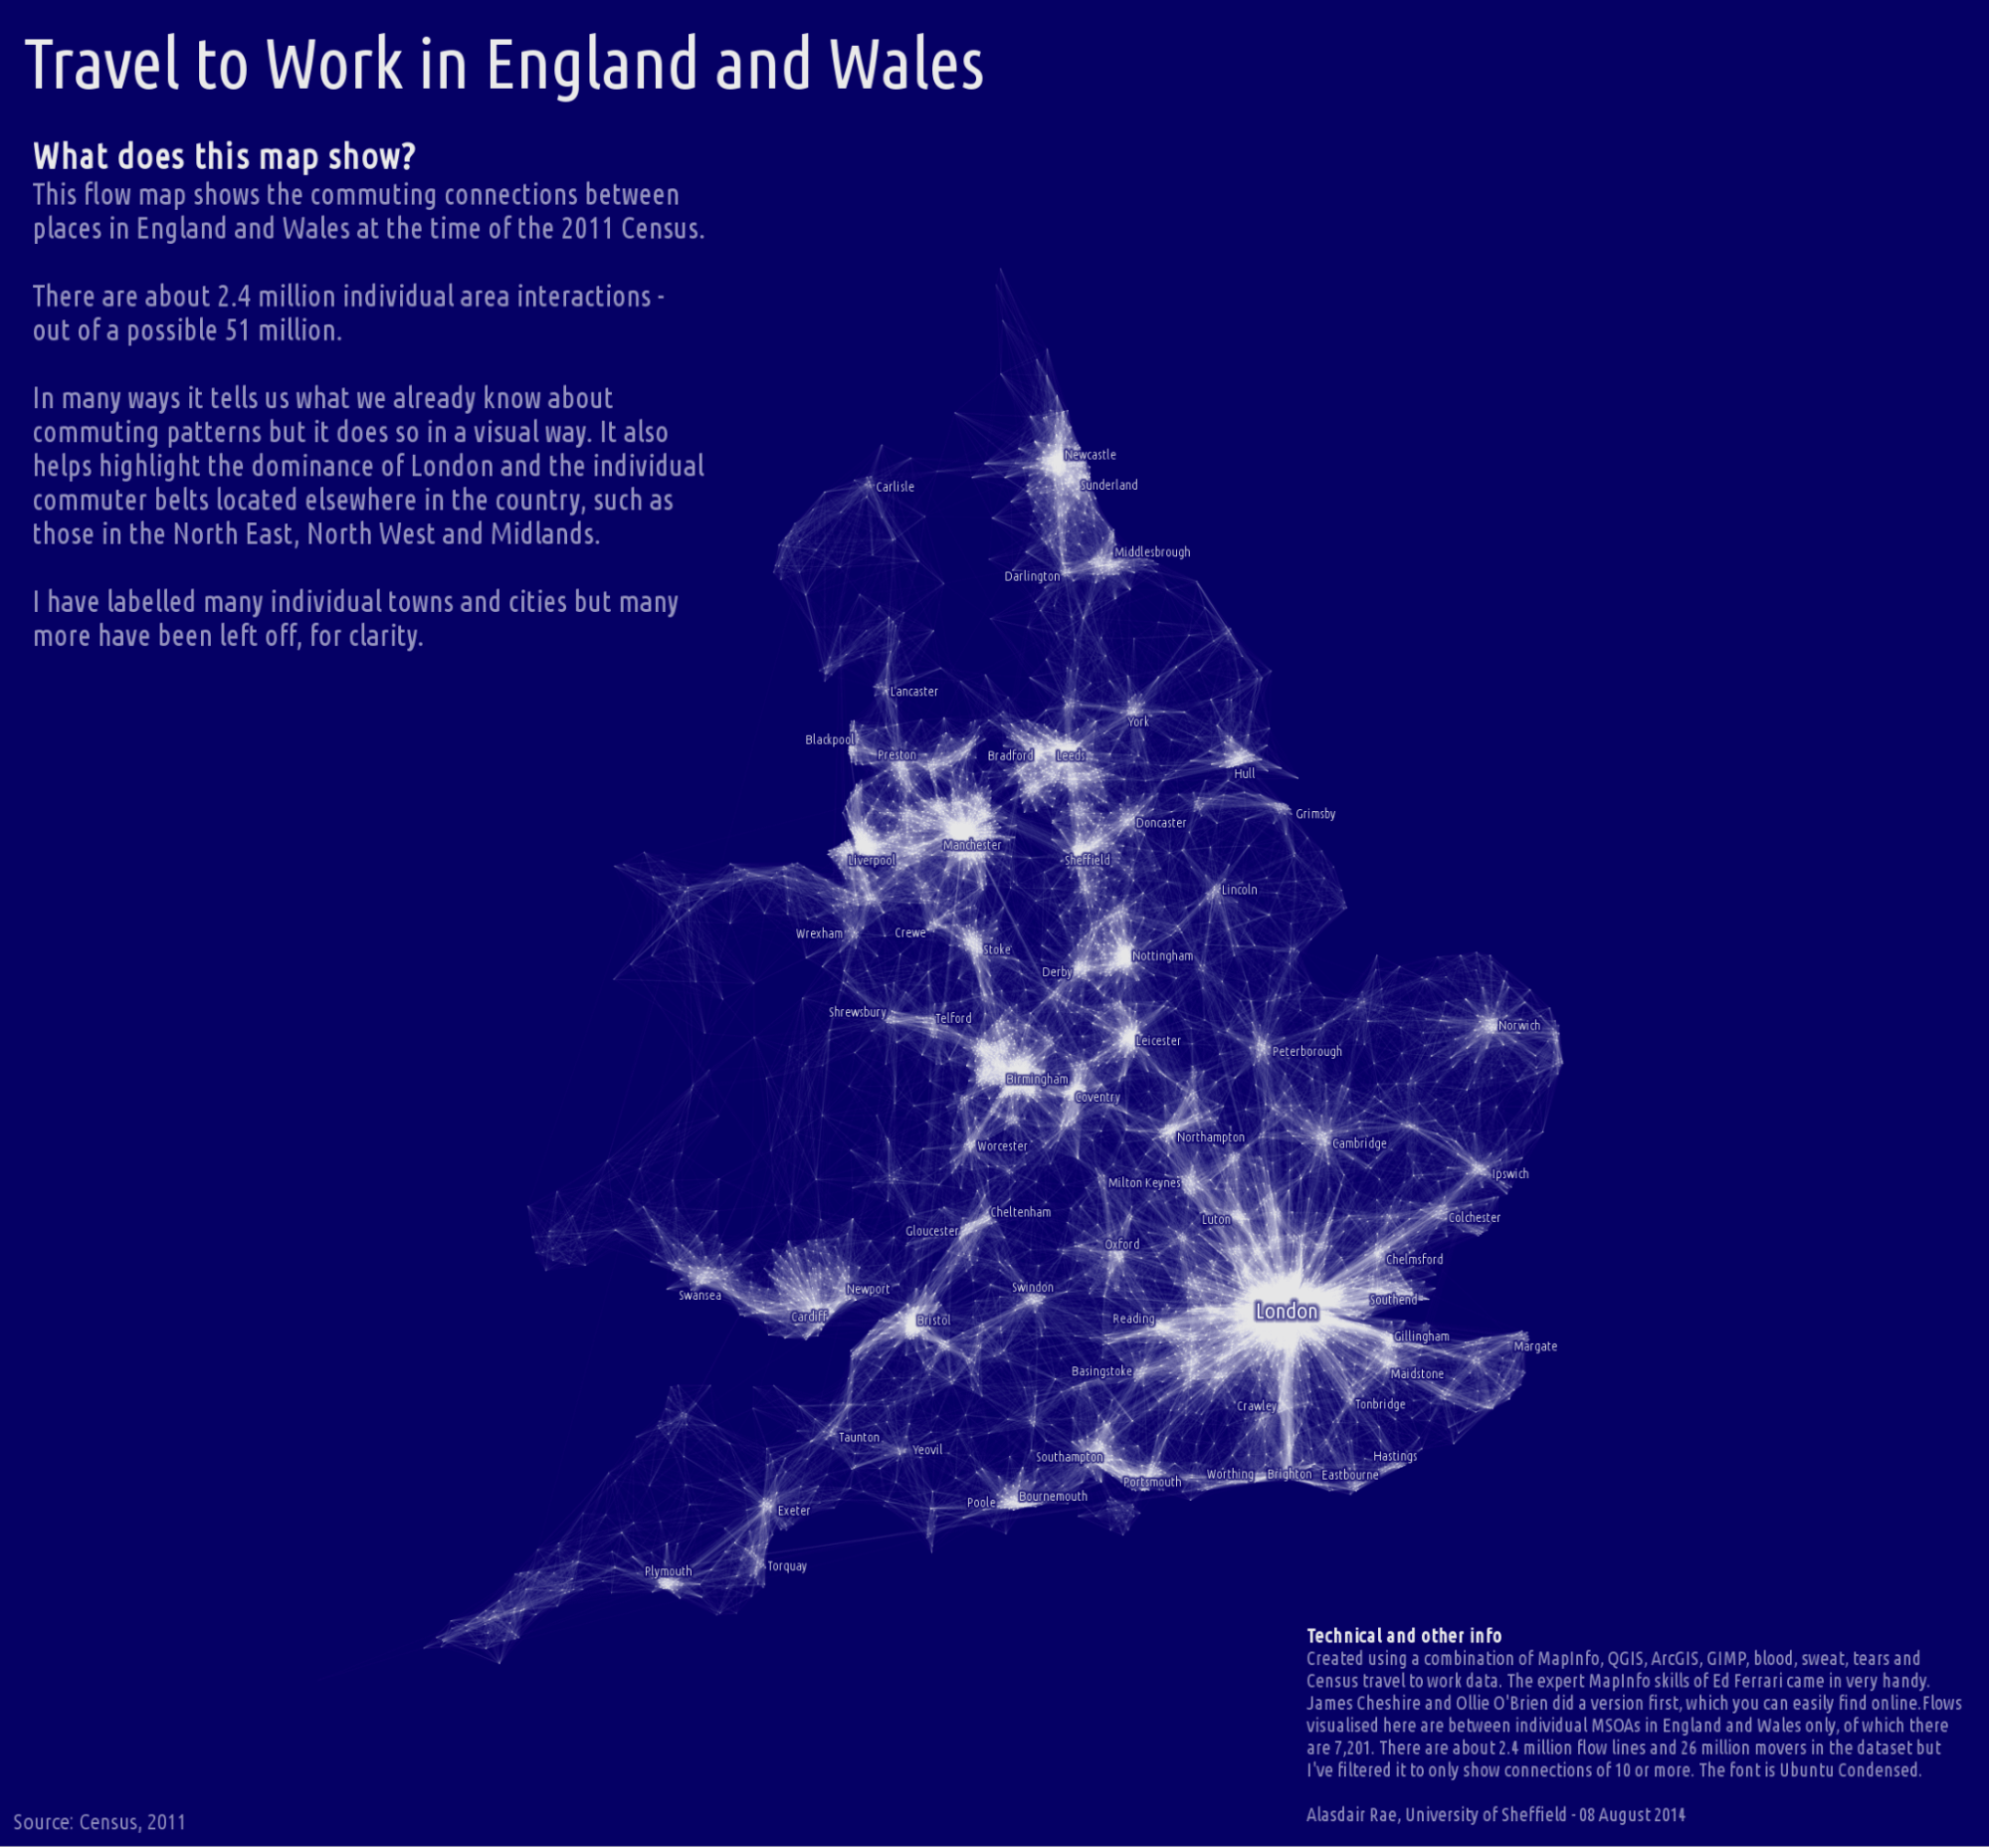 Travel to Work in England and Wales
What does this map show?
This flow map shows the commuting connections between
places in England and Wales at the time of the 2011 Census.
There are about 2.4 million individual area interactions -
out of a possible 51 million.
In many ways it tells us what we already know about
commuting patterns but it does so in a visual way. It also
helps highlight the dominance of London and the individual
commuter belts located elsewhere in the country, such as
those in the North East, North West and Midlands.
I have labelled many individual towns and cities but many
more have been left off, for clarity.
Newcastle
Sunderland
Carlisle
Middlesbrough
Darlington
Lancaster
York
Blackpool
Preston
Bradford
Leeds
Hull
Grimsby
Doncaster
Manchester
Liverpool
Sheffield
Lincoln
Wrexham
Crewe
Stoke
Nottingham
Derby
Shrewsbury
Telford
Norwich
Leicester
Peterborough
Birmingham
Coventry
Northampton
Cambridge
Worcester
Ipswich
Milton Keynes
Cheltenham
Luton
Colchester
Gloucester
Oxford
Chelmsford
Newport
Swindon
Swansea
Southend
Cardiff
London
Bristol
Reading
Gillingham
Margate
Basingstoke
Maidstone
Crawley
Tonbridge
Taunton
Yeovil
Southampton
Hastings
Portsmouth
Worthing
Brighton
Eastbourne
Poole
Bournemouth
Exeter
Torquay
Plymouth
Technical and other info
Created using a combination of MapInfo, QGIS, ArcGIS, GIMP, blood, sweat, tears and
Census travel to work data. The expert MapInfo skills of Ed Ferrari came in very handy.
James Cheshire and Ollie O'Brien did a version first, which you can easily find online.Flows
visualised here are between individual MSOAs in England and Wales only, of which there
are 7,201. There are about 2.4 million flow lines and 26 million movers in the dataset but
I've filtered it to only show connections of 10 or more. The font is Ubuntu Condensed.
Alasdair Rae, University of Sheffield - 08 August 2014
Source: Census, 2011